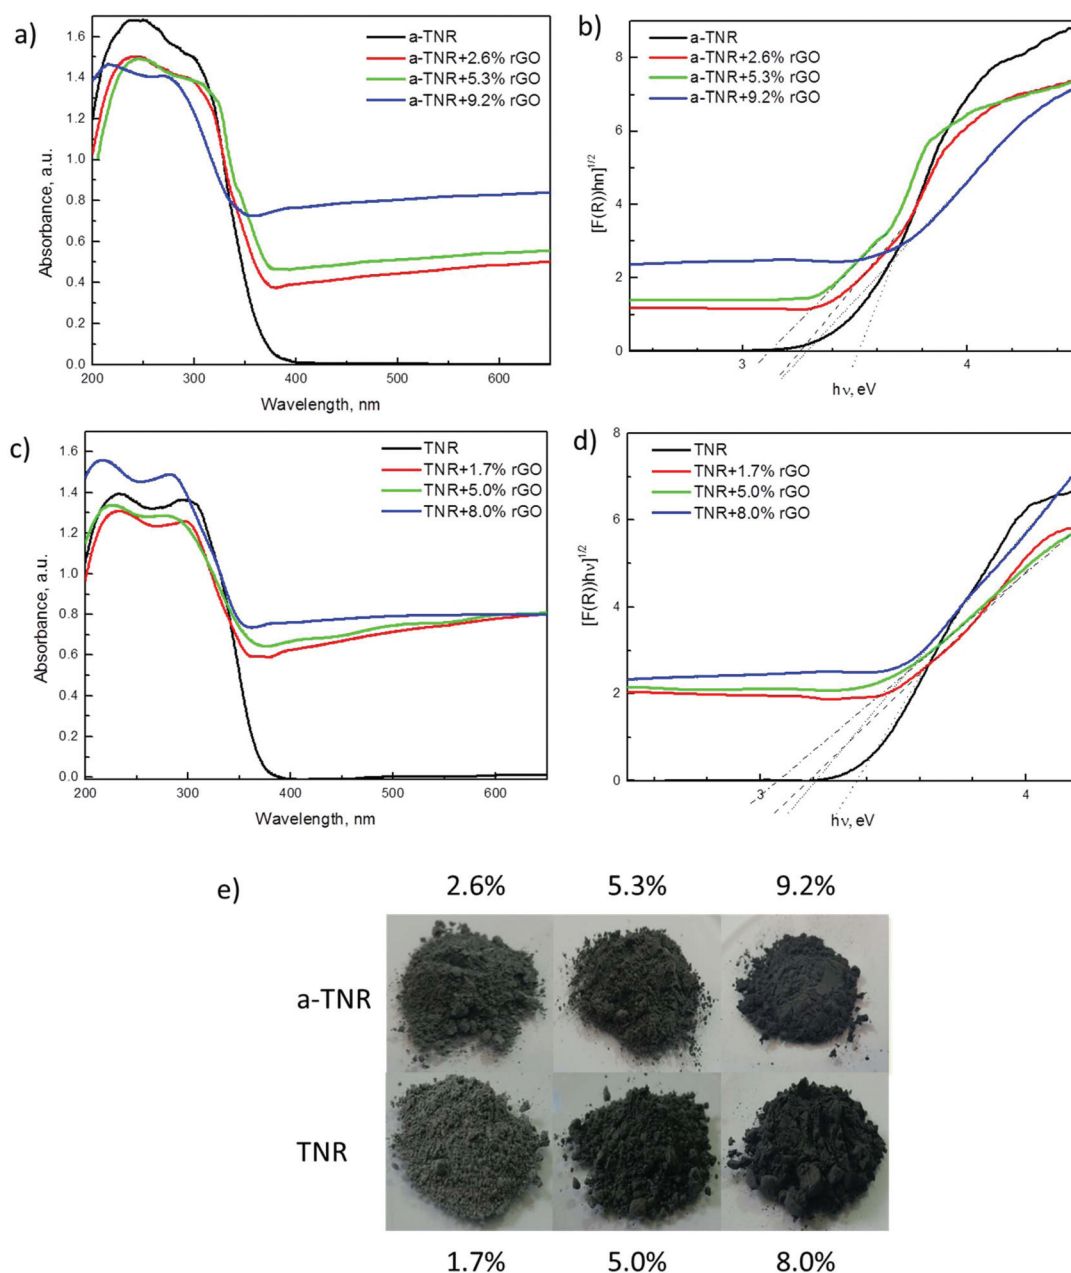 a)
a-TNR
a-TNR+2.6% rGO
a-TNR+5.3% rGO
a-TNR+9.2% rGO
Absorbance, a.u.
1.6
1.4
1.2
1.0
0.8
0.6
0.4
0.2
0.0
200
300
400
500
600
Wavelength, nm
b)
a-TNR
a-TNR+2.6% rGO
a-TNR+5.3% rGO
a-TNR+9.2% rGO
[F(R))hn]1/2
8
6
4
2
0
3
4
hν, eV
c)
TNR
TNR+1.7% rGO
TNR+5.0% rGO
TNR+8.0% rGO
Absorbance, a.u.
1.6
1.4
1.2
1.0
0.8
0.6
0.4
0.2
0.0
200
300
400
500
600
Wavelength, nm
d)
TNR
TNR+1.7% rGO
TNR+5.0% rGO
TNR+8.0% rGO
[F(R))hν]1/2
8
6
4
2
0
3
4
hν, eV
e)
2.6% 5.3% 9.2%
a-TNR
TNR
1.7% 5.0% 8.0%